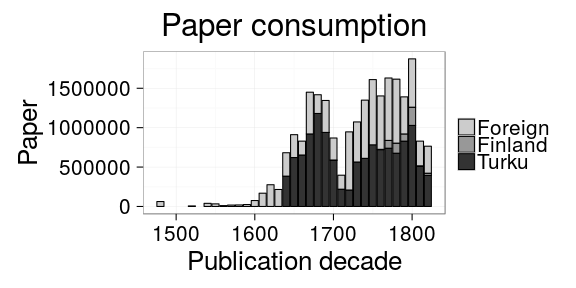 Paper consumption
Paper
1500000
1000000
500000
0
1500 1600 1700 1800
Publication decade
Foreign
Finland
Turku